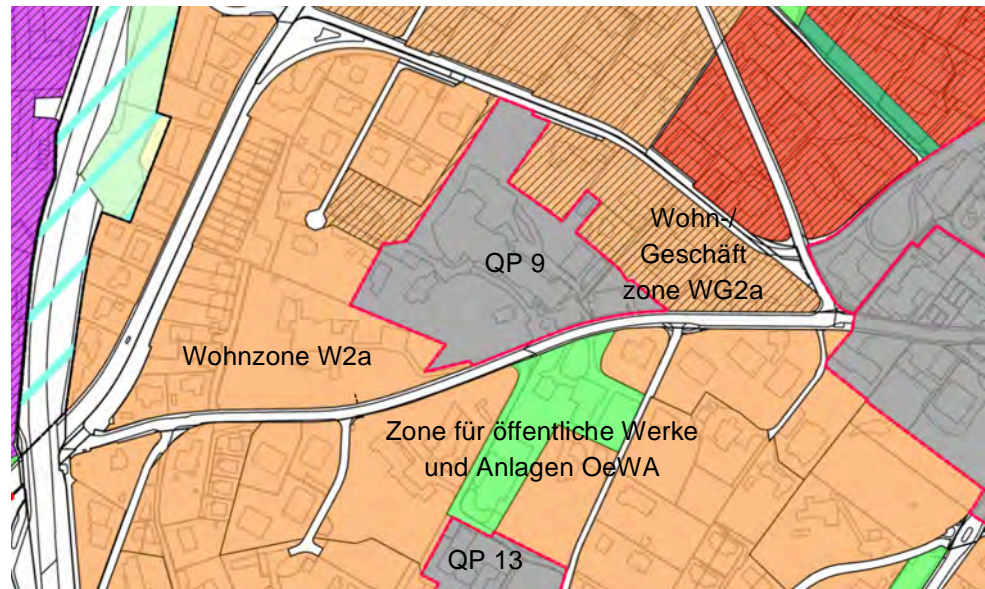 Wohn-/
Geschäft
zone WG2a
QP 9
Wohnzone W2a
Zone für öffentliche Werke
und Anlagen OeWA
QP 13